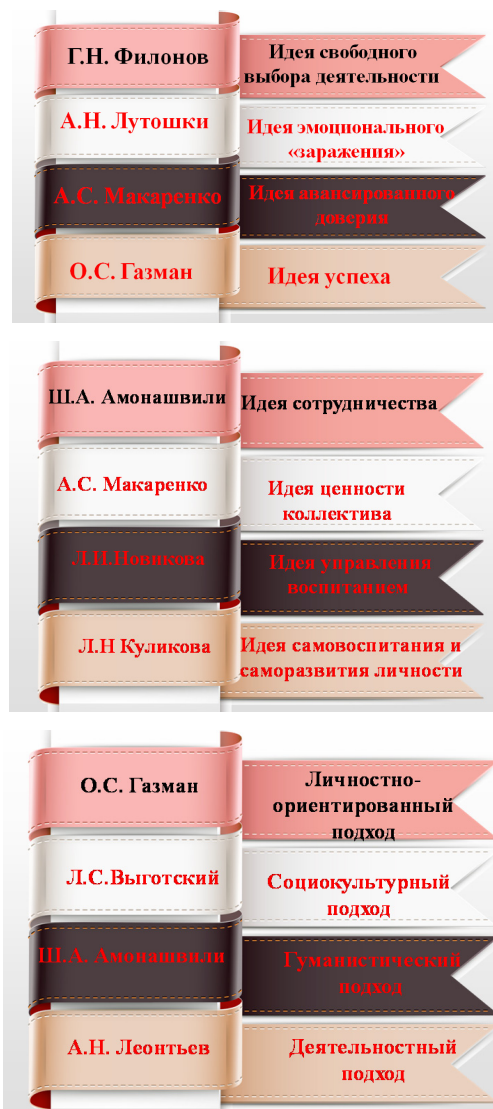 Г.Н. Филонов
Идея свободного
выбора деятельности
А.Н. Лутошки
Идея эмоционального
«заражения»
А.С. Макаренко
Идея авансированного
доверия
О.С. Газман
Идея успеха
Ш.А. Амонашвили
Идея сотрудничества
А.С. Макаренко
Идея ценности
коллектива
Л.И.Новикова
Идея управления
воспитанием
Л.Н Куликова
Идея самовоспитания и
саморазвития личности
О.С. Газман
Личностно-
ориентированный
подход
Л.С.Выготский
Социокультурный
подход
Ш.А. Амонашвили
Гуманистический
подход
А.Н. Леонтьев
Деятельностный
подход